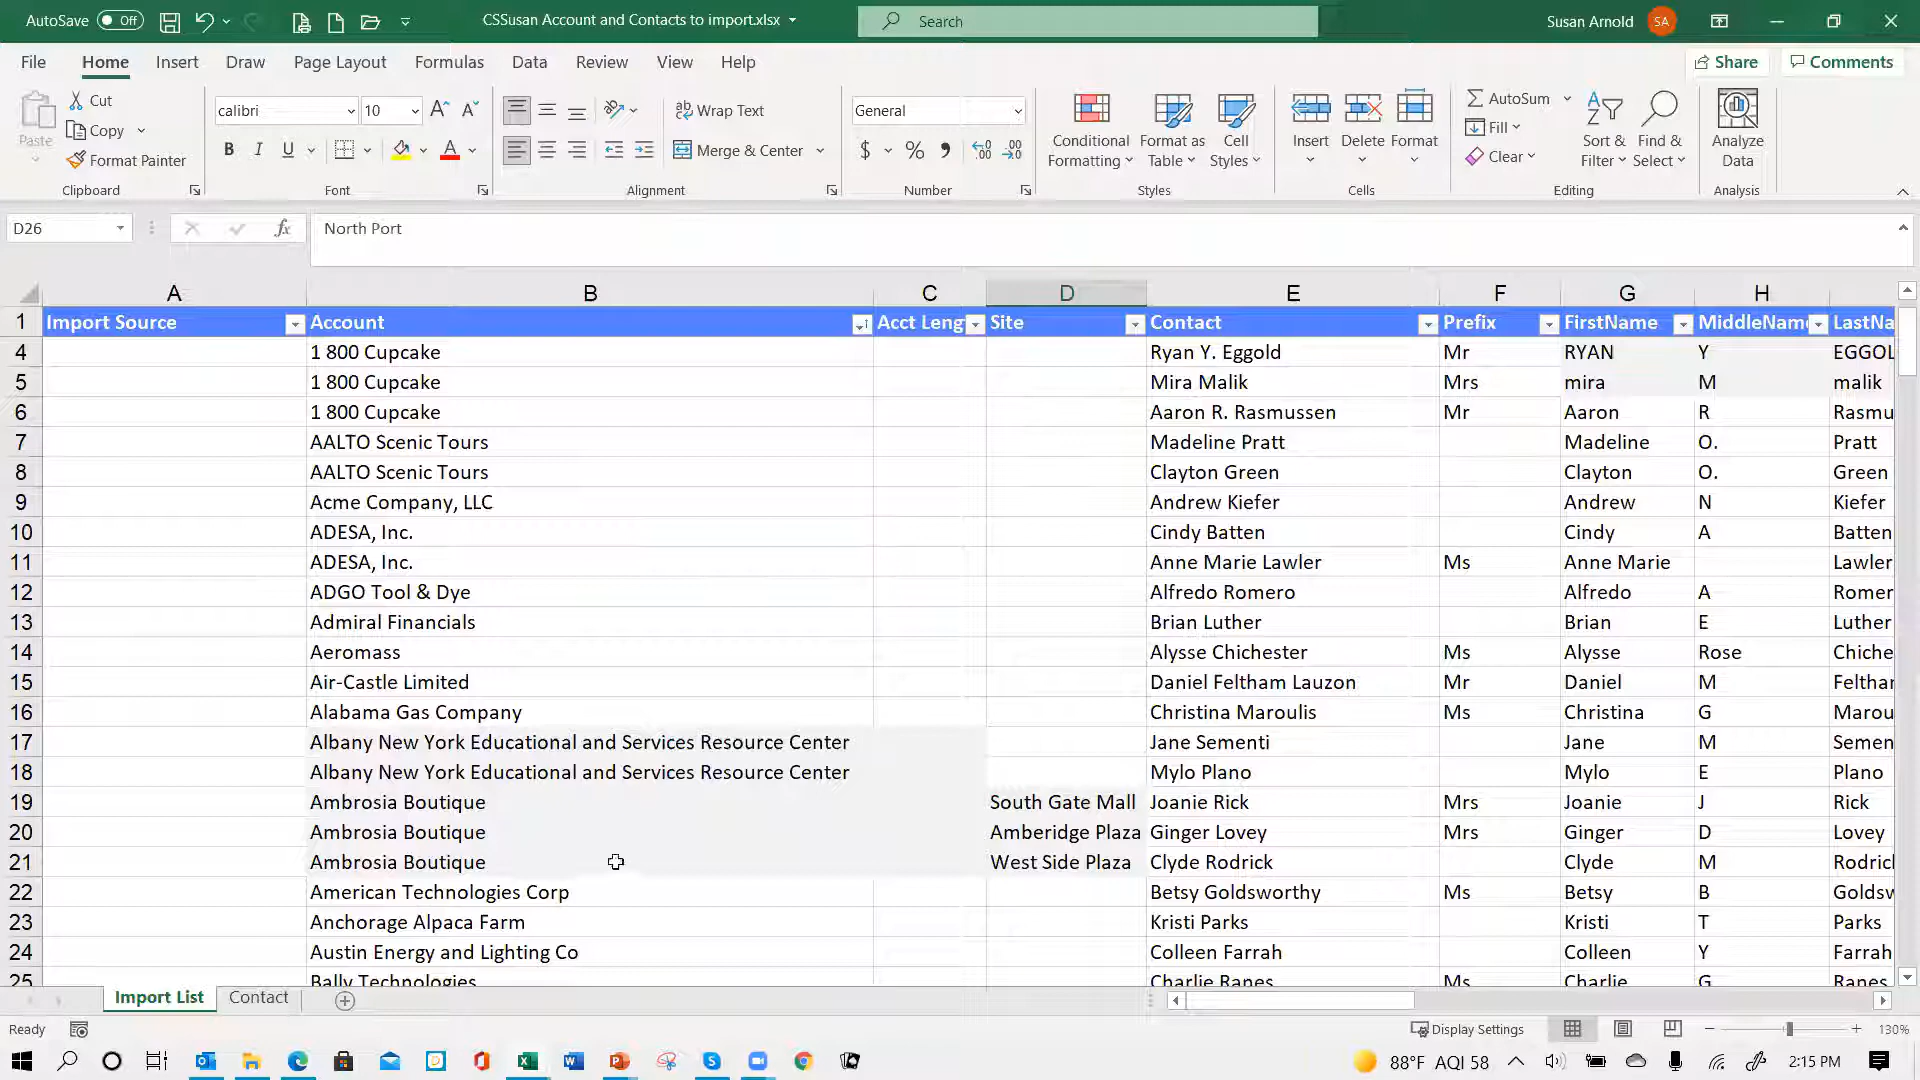 AutoSave Off CSSusan Account and Contacts to import.xlsx Search Susan Arnold SA
File Home Insert Draw Page Layout Formulas Data Review View Help Share Comments
Paste Cut Copy Format Painter Clipboard
calibri 10 B I U A Font
Wrap Text Merge & Center Alignment
General $ % Number
Conditional Formatting Format as Table Cell Styles Styles
Insert Delete Format Cells
AutoSum Fill Clear Sort & Filter Find & Select Editing
Analyze Data Analysis
D26 fx North Port
A B C D E F G H
1 Import Source Account Acct Leng Site Contact Prefix FirstName MiddleName LastNa
4 1 800 Cupcake Ryan Y. Eggold Mr RYAN Y EGGOL
5 1 800 Cupcake Mira Malik Mrs mira M malik
6 1 800 Cupcake Aaron R. Rasmussen Mr Aaron R Rasmu
7 AALTO Scenic Tours Madeline Pratt Madeline O. Pratt
8 AALTO Scenic Tours Clayton Green Clayton O. Green
9 Acme Company, LLC Andrew Kiefer Andrew N Kiefer
10 ADESA, Inc. Cindy Batten Cindy A Batten
11 ADESA, Inc. Anne Marie Lawler Ms Anne Marie Lawler
12 ADGO Tool & Dye Alfredo Romero Alfredo A Romer
13 Admiral Financials Brian Luther Brian E Luther
14 Aeromass Alysse Chichester Ms Alysse Rose Chiche
15 Air-Castle Limited Daniel Feltham Lauzon Mr Daniel M Feltha
16 Alabama Gas Company Christina Maroulis Ms Christina G Marou
17 Albany New York Educational and Services Resource Center Jane Sementi Jane M Semen
18 Albany New York Educational and Services Resource Center Mylo Plano Mylo E Plano
19 Ambrosia Boutique South Gate Mall Joanie Rick Mrs Joanie J Rick
20 Ambrosia Boutique Amberidge Plaza Ginger Lovey Mrs Ginger D Lovey
21 Ambrosia Boutique West Side Plaza Clyde Rodrick Clyde M Rodric
22 American Technologies Corp Betsy Goldsworthy Ms Betsy B Goldsw
23 Anchorage Alpaca Farm Kristi Parks Kristi T Parks
24 Austin Energy and Lighting Co Colleen Farrah Colleen Y Farrah
25 Bally Technologies Charlie Ranes Ms Charlie G Ranes
Import List Contact
Ready Display Settings 130%
88°F AQI 58 2:15 PM